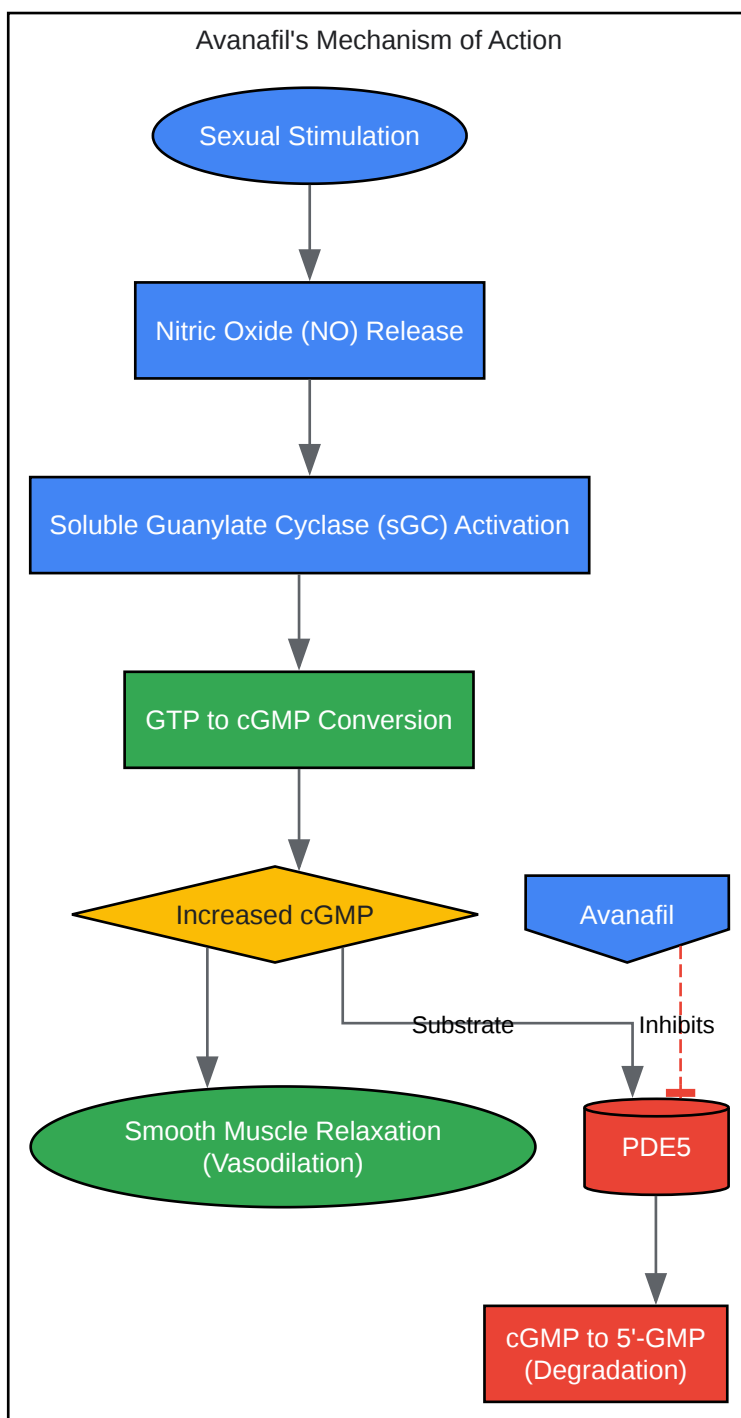 Avanafil's Mechanism of Action
Sexual Stimulation
Nitric Oxide (NO) Release
Soluble Guanylate Cyclase (sGC) Activation
GTP to cGMP Conversion
Increased cGMP
Avanafil
Substrate
Inhibits
Smooth Muscle Relaxation
(Vasodilation)
PDE5
cGMP to 5'-GMP
(Degradation)